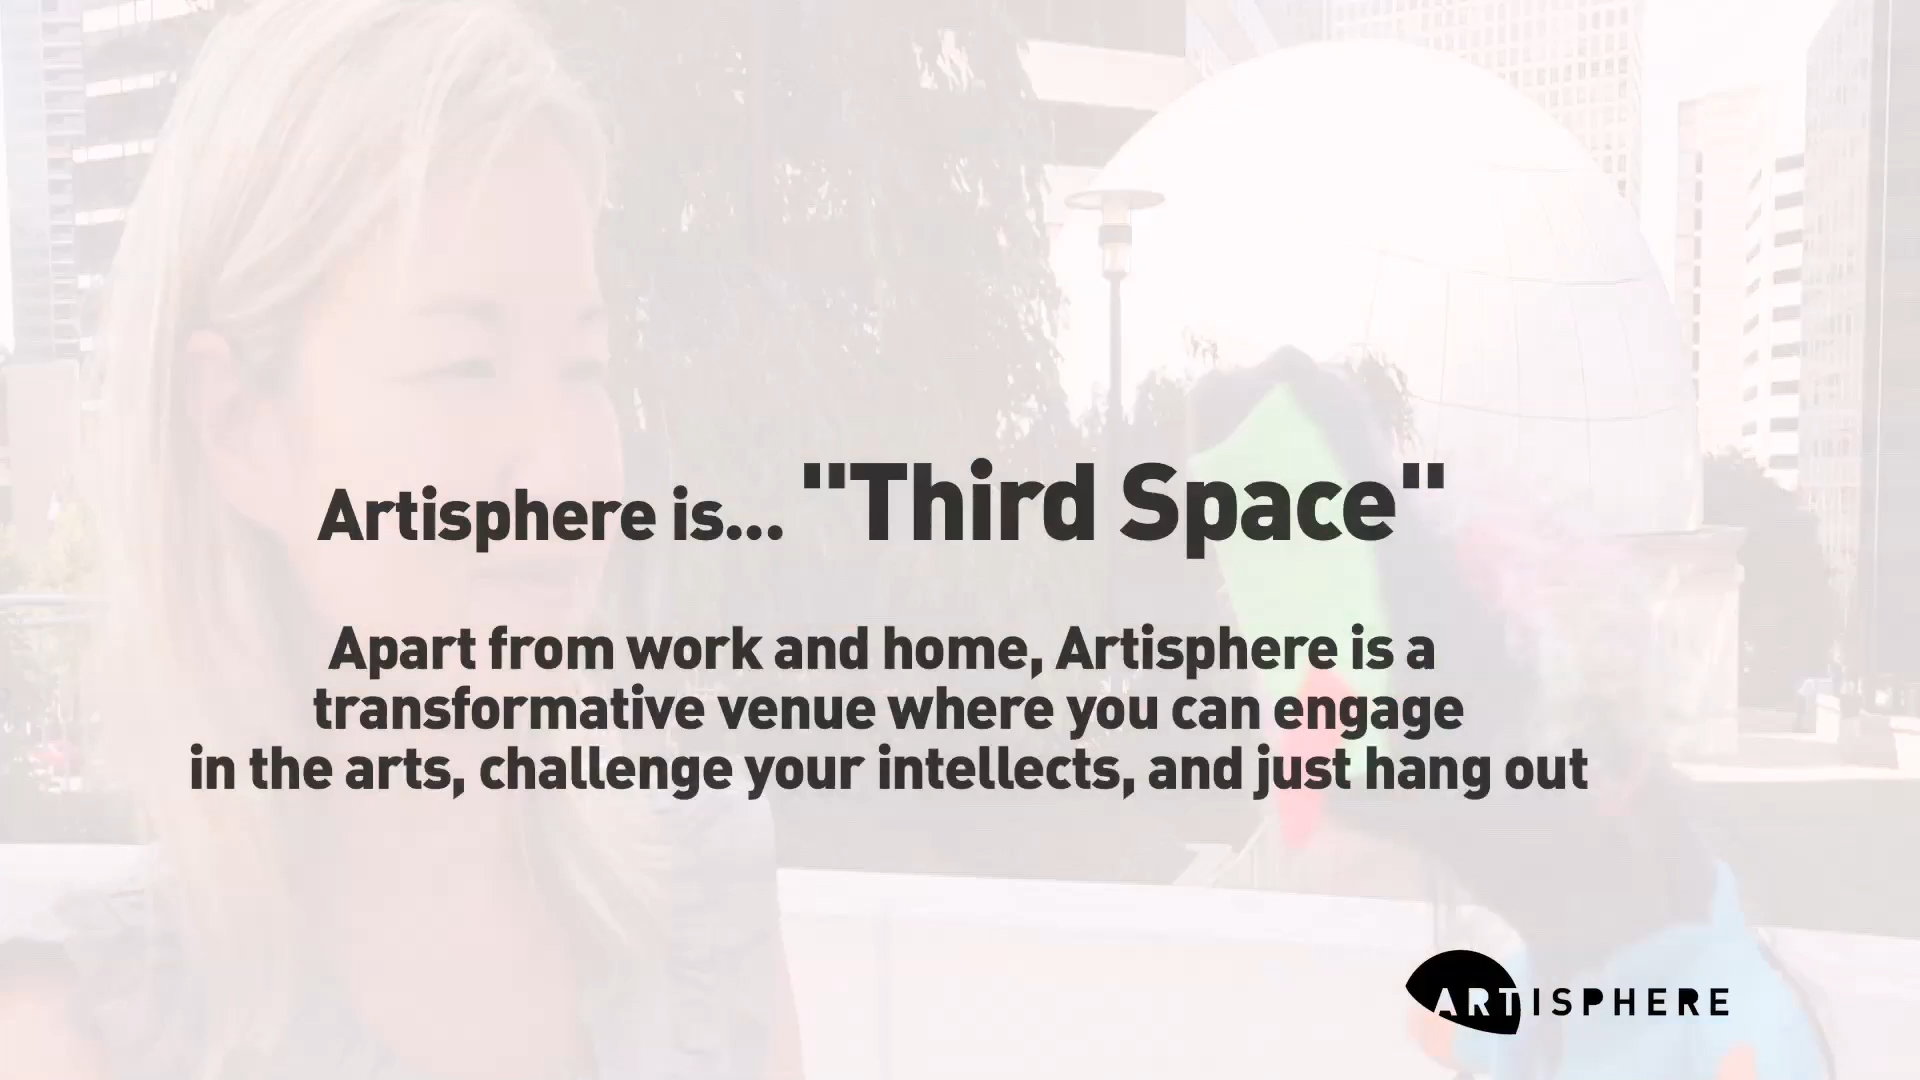 Artisphere is... "Third Space"
Apart from work and home, Artisphere is a
transformative venue where you can engage
in the arts, challenge your intellects, and just hang out
ARTISPHERE